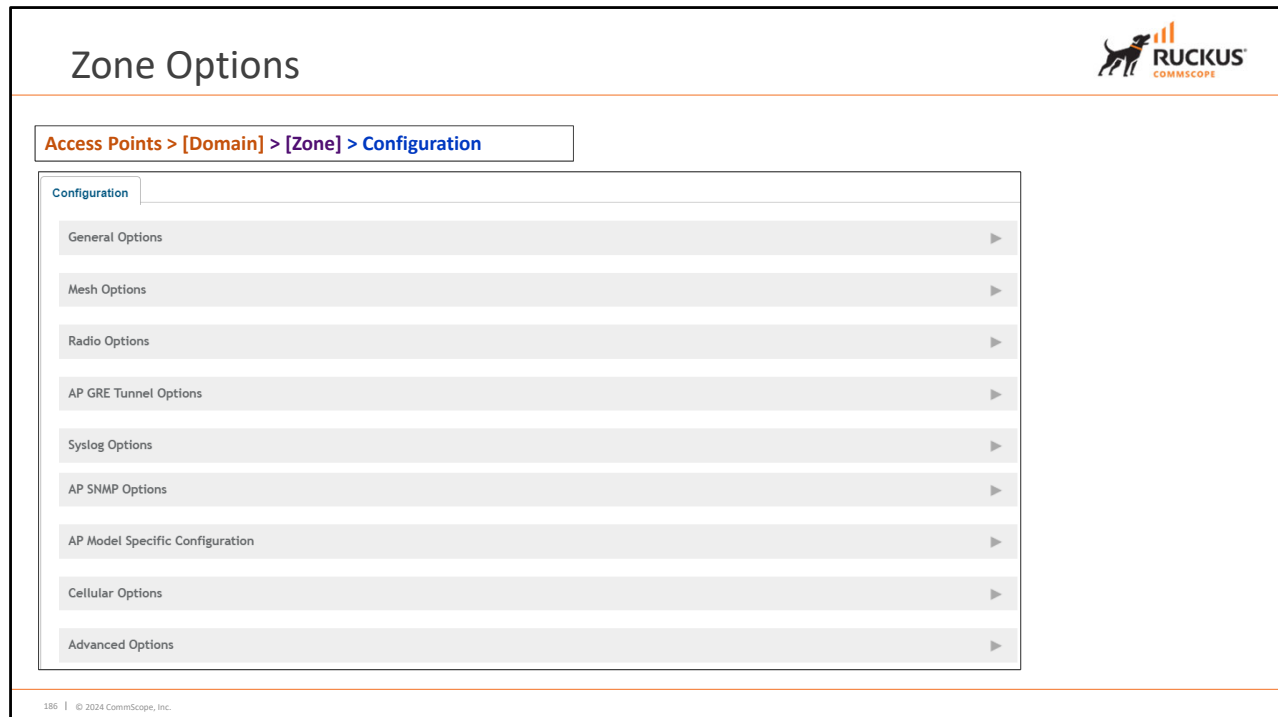 Zone Options
RUCKUS
COMMSCOPE
Access Points > [Domain] > [Zone] > Configuration
Configuration
General Options
Mesh Options
Radio Options
AP GRE Tunnel Options
Syslog Options
AP SNMP Options
AP Model Specific Configuration
Cellular Options
Advanced Options
186 | © 2024 CommScope, Inc.